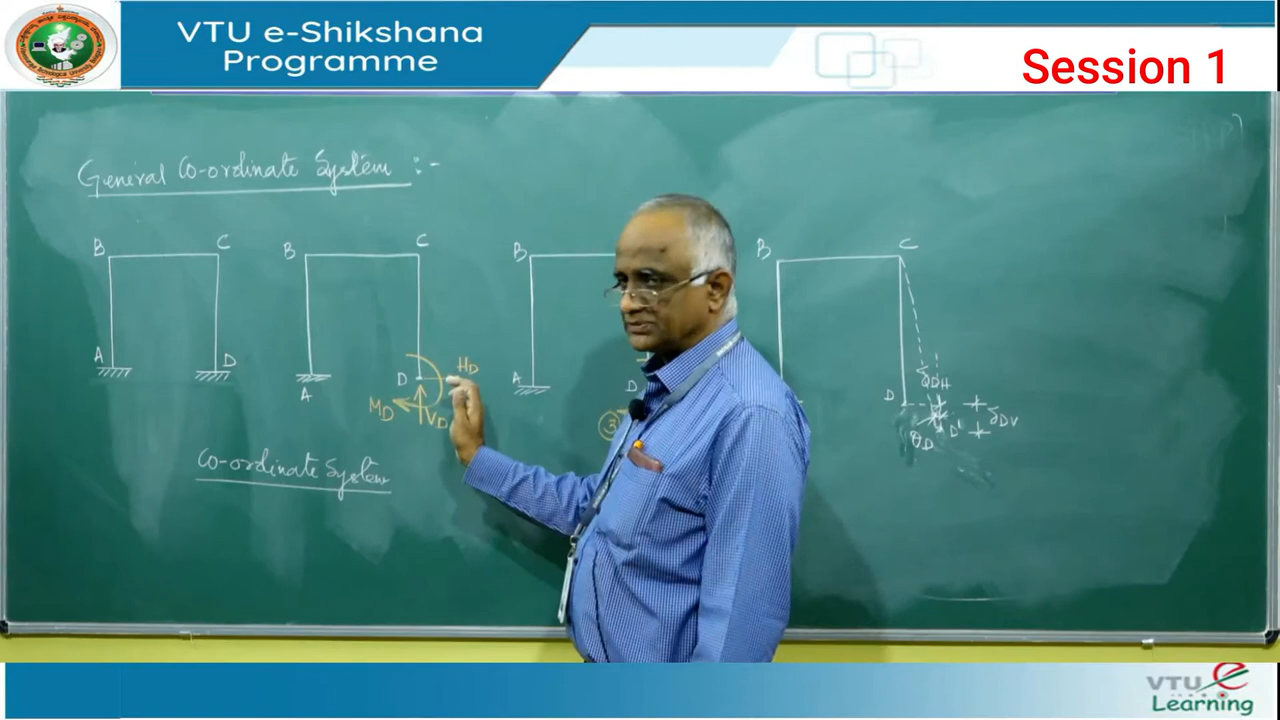 VTU e-Shikshana
Programme
Session 1
General Co-ordinate System :-
B C B C B B C
A D
A
D HD
MD VD
A D
3
D δDH
θD D' δDV
Co-ordinate System
VTU e
Learning